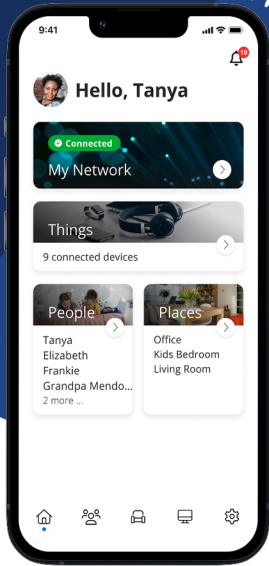 9:41
10
Hello, Tanya
Connected
My Network
Things
9 connected devices
People
Tanya
Elizabeth
Frankie
Grandpa Mendo...
2 more ...
Places
Office
Kids Bedroom
Living Room